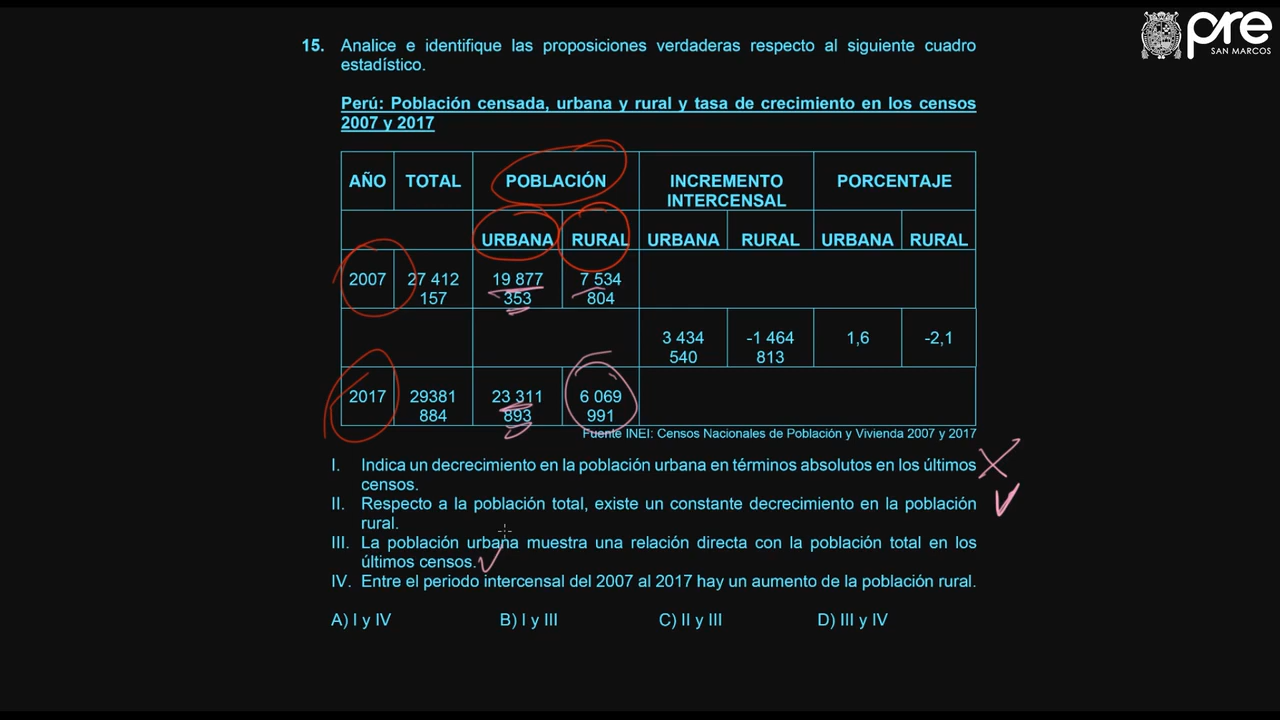 pre
SAN MARCOS
15. Analice e identifique las proposiciones verdaderas respecto al siguiente cuadro
estadístico.
Perú: Población censada, urbana y rural y tasa de crecimiento en los censos
2007 y 2017
AÑO TOTAL POBLACIÓN INCREMENTO INTERCENSAL PORCENTAJE
URBANA RURAL URBANA RURAL URBANA RURAL
2007 27 412 19 877 7 534
157 353 804
3 434 -1 464 1,6 -2,1
540 813
2017 29381 23 311 6 069
884 893 991
Fuente INEI: Censos Nacionales de Población y Vivienda 2007 y 2017
I. Indica un decrecimiento en la población urbana en términos absolutos en los últimos
censos.
II. Respecto a la población total, existe un constante decrecimiento en la población
rural.
III. La población urbana muestra una relación directa con la población total en los
últimos censos.
IV. Entre el periodo intercensal del 2007 al 2017 hay un aumento de la población rural.
A) I y IV B) I y III C) II y III D) III y IV